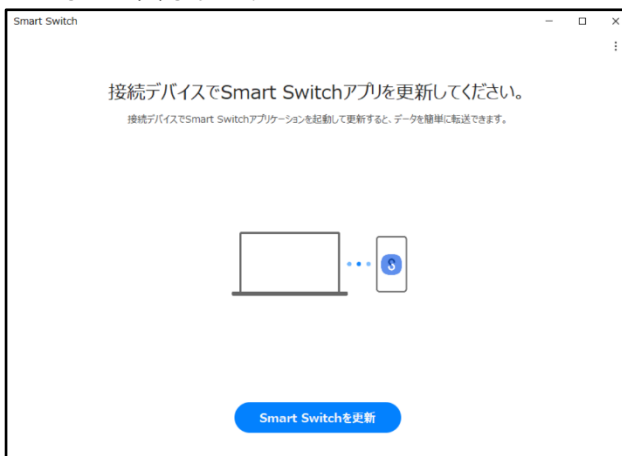 Smart Switch
接続デバイスでSmart Switchアプリを更新してください。
接続デバイスでSmart Switchアプリケーションを起動して更新すると、データを簡単に転送できます。
Smart Switchを更新